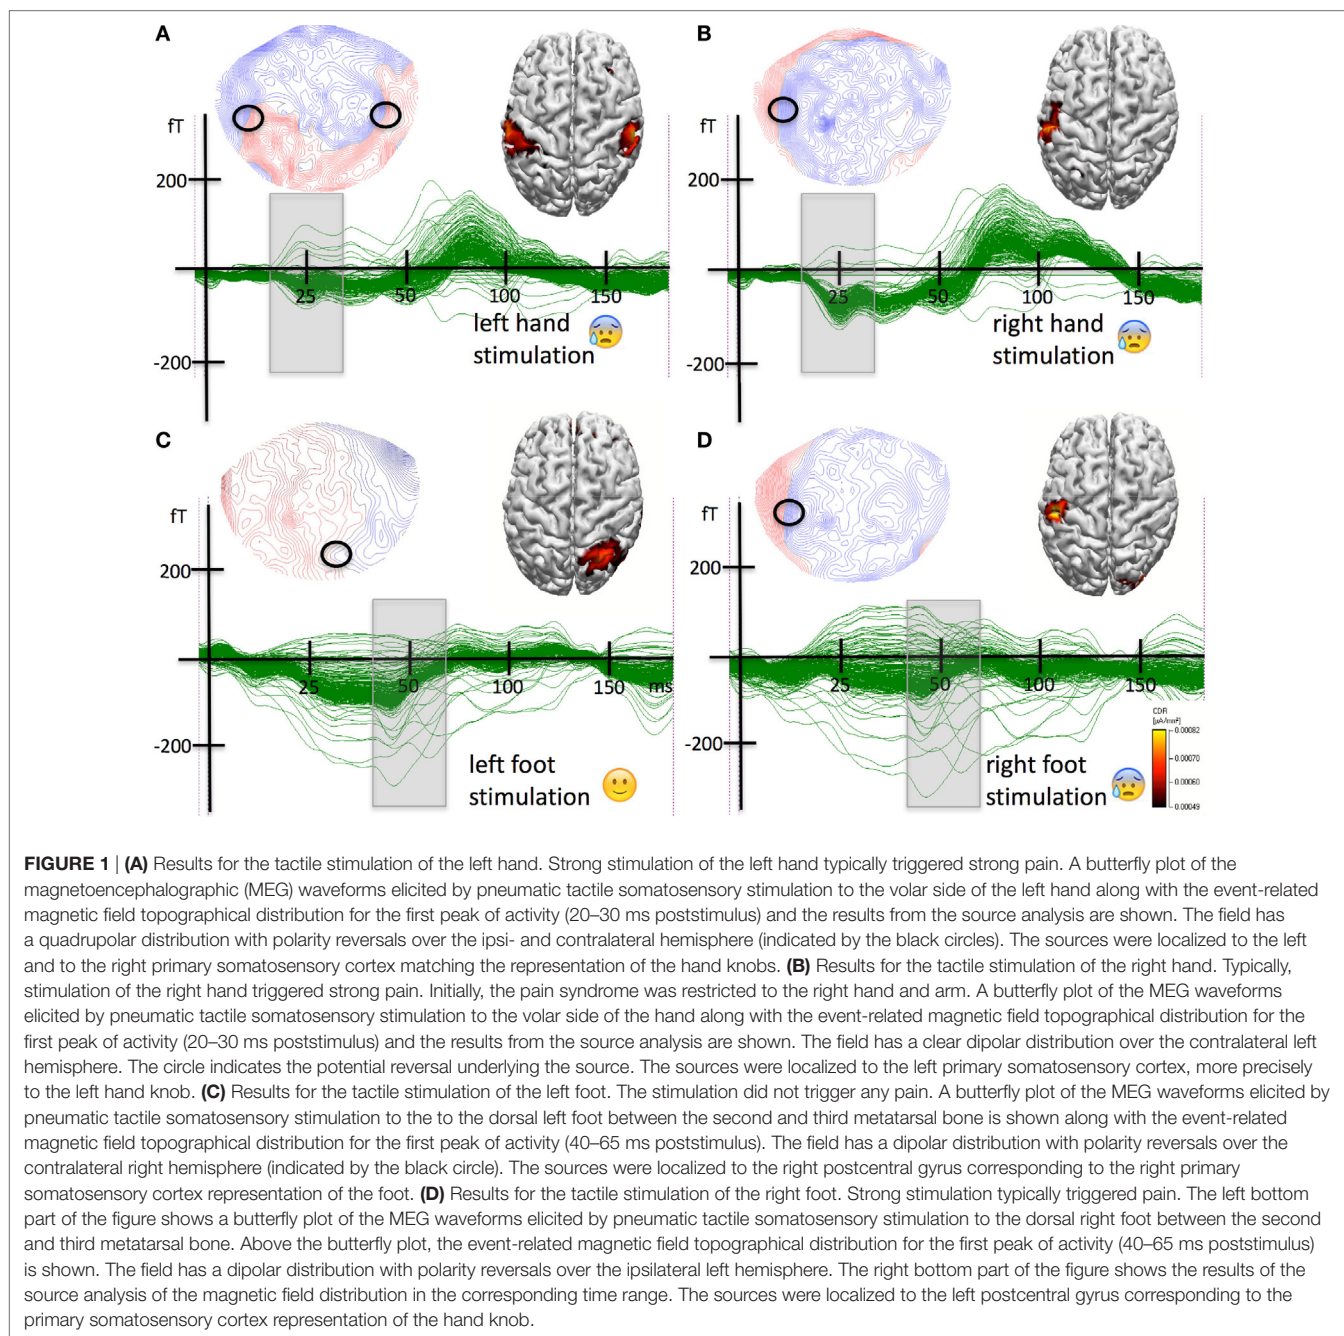 A
B
fT
200
25
50
100
150
-200
left hand
stimulation
fT
200
25
50
100
150
-200
right hand
stimulation
C
D
fT
200
25
50
100
150
ms
-200
left foot
stimulation
fT
200
25
50
100
150
-200
right foot
stimulation
CDR
[µA/mm²]
0.00082
0.00070
0.00060
0.00049
FIGURE 1 | (A) Results for the tactile stimulation of the left hand. Strong stimulation of the left hand typically triggered strong pain. A butterfly plot of the
magnetoencephalographic (MEG) waveforms elicited by pneumatic tactile somatosensory stimulation to the volar side of the left hand along with the event-related
magnetic field topographical distribution for the first peak of activity (20–30 ms poststimulus) and the results from the source analysis are shown. The field has
a quadrupolar distribution with polarity reversals over the ipsi- and contralateral hemisphere (indicated by the black circles). The sources were localized to the left
and to the right primary somatosensory cortex matching the representation of the hand knobs. (B) Results for the tactile stimulation of the right hand. Typically,
stimulation of the right hand triggered strong pain. Initially, the pain syndrome was restricted to the right hand and arm. A butterfly plot of the MEG waveforms
elicited by pneumatic tactile somatosensory stimulation to the volar side of the hand along with the event-related magnetic field topographical distribution for the
first peak of activity (20–30 ms poststimulus) and the results from the source analysis are shown. The field has a clear dipolar distribution over the contralateral left
hemisphere. The circle indicates the potential reversal underlying the source. The sources were localized to the left primary somatosensory cortex, more precisely
to the left hand knob. (C) Results for the tactile stimulation of the left foot. The stimulation did not trigger any pain. A butterfly plot of the MEG waveforms elicited by
pneumatic tactile somatosensory stimulation to the to the dorsal left foot between the second and third metatarsal bone is shown along with the event-related
magnetic field topographical distribution for the first peak of activity (40–65 ms poststimulus). The field has a dipolar distribution with polarity reversals over the
contralateral right hemisphere (indicated by the black circle). The sources were localized to the right postcentral gyrus corresponding to the right primary
somatosensory cortex representation of the foot. (D) Results for the tactile stimulation of the right foot. Strong stimulation typically triggered pain. The left bottom
part of the figure shows a butterfly plot of the MEG waveforms elicited by pneumatic tactile somatosensory stimulation to the dorsal right foot between the second
and third metatarsal bone. Above the butterfly plot, the event-related magnetic field topographical distribution for the first peak of activity (40–65 ms poststimulus)
is shown. The field has a dipolar distribution with polarity reversals over the ipsilateral left hemisphere. The right bottom part of the figure shows the results of the
source analysis of the magnetic field distribution in the corresponding time range. The sources were localized to the left postcentral gyrus corresponding to the
primary somatosensory cortex representation of the hand knob.